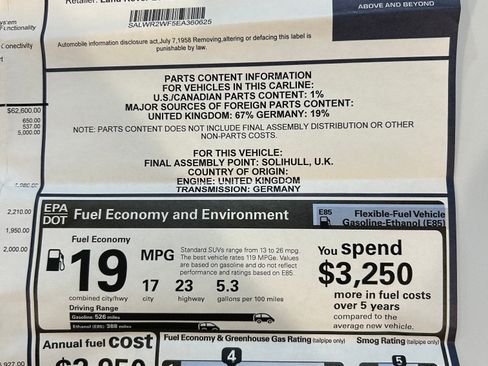 Retailer: Land Rover
SALWR2WF5EA360625
ABOVE AND BEYOND
Automobile information disclosure act,July 7,1958 Removing,altering or defacing this label is
punishable by law.
PARTS CONTENT INFORMATION
FOR VEHICLES IN THIS CARLINE:
U.S./CANADIAN PARTS CONTENT: 1%
MAJOR SOURCES OF FOREIGN PARTS CONTENT:
UNITED KINGDOM: 67% GERMANY: 19%
NOTE: PARTS CONTENT DOES NOT INCLUDE FINAL ASSEMBLY DISTRIBUTION OR OTHER
NON-PARTS COSTS.
FOR THIS VEHICLE:
FINAL ASSEMBLY POINT: SOLIHULL, U.K.
COUNTRY OF ORIGIN:
ENGINE: UNITED KINGDOM
TRANSMISSION: GERMANY
$62,600.00
650.00
537.00
5,000.00
2,210.00
1,950.00
2,000.00
EPA
DOT
Fuel Economy and Environment
E85
Flexible-Fuel Vehicle
Gasoline-Ethanol (E85)
Fuel Economy
19 MPG
17 23 5.3
combined city/hwy city highway gallons per 100 miles
Standard SUVs range from 13 to 26 mpg.
The best vehicle rates 119 MPGe. Values
are based on gasoline and do not reflect
performance and ratings based on E85.
Driving Range
Gasoline: 526 miles
Ethanol (E85): 388 miles
You spend
$3,250
more in fuel costs
over 5 years
compared to the
average new vehicle.
Annual fuel cost
Fuel Economy & Greenhouse Gas Rating (tailpipe only)
4
Smog Rating (tailpipe only)
5